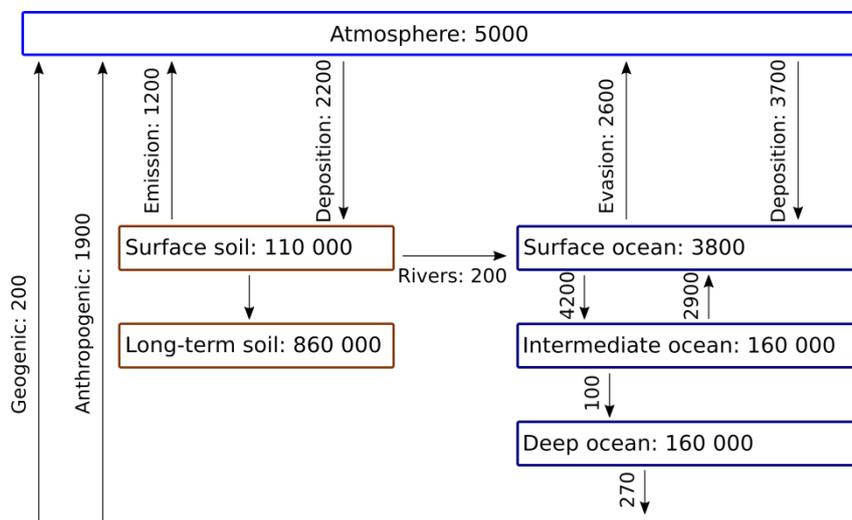 Atmosphere: 5000
Geogenic: 200
Anthropogenic: 1900
Emission: 1200
Deposition: 2200
Evasion: 2600
Deposition: 3700
Surface soil: 110 000
Rivers: 200
Surface ocean: 3800
4200
2900
Long-term soil: 860 000
Intermediate ocean: 160 000
100
Deep ocean: 160 000
270